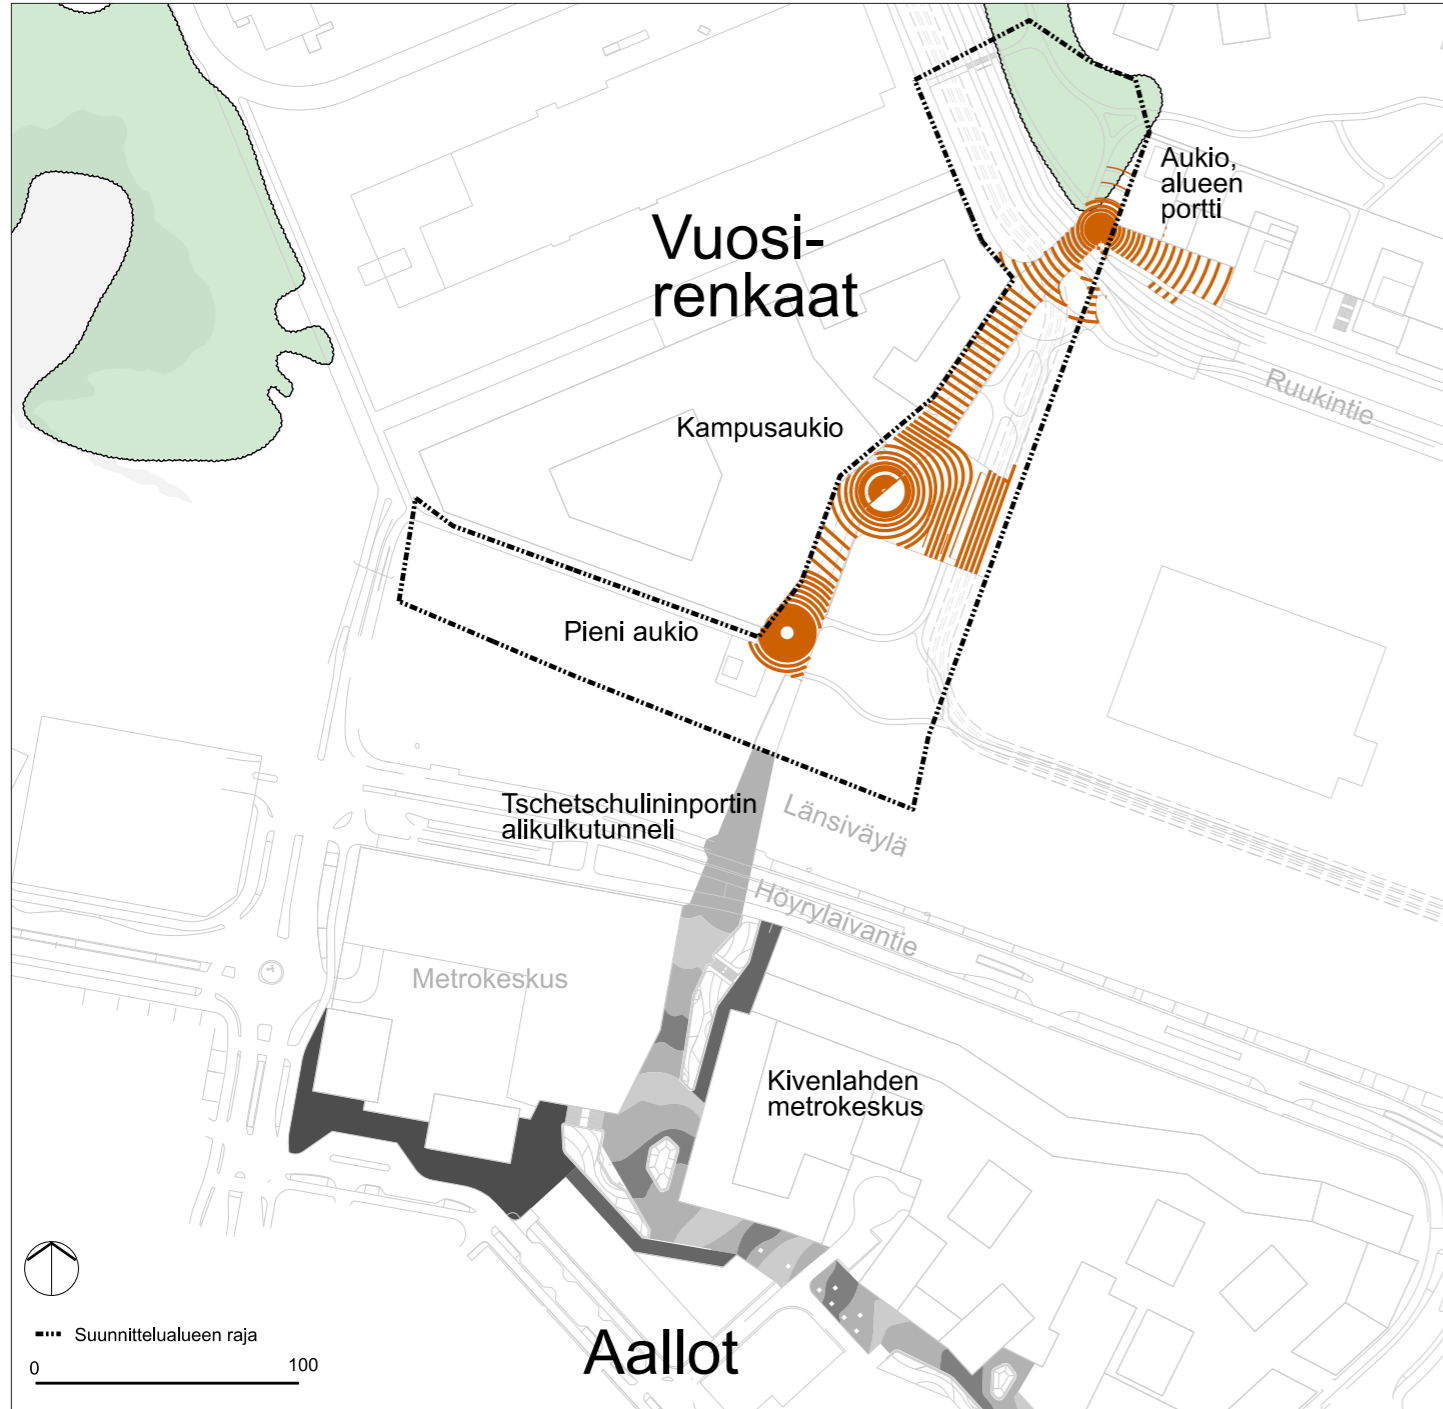 Aukio,
alueen
portti
Vuosi-
renkaat
Ruukintie
Kampusaukio
Pieni aukio
Tschetschulininportin
alikulkutunneli
Länsiväylä
Höyrylaivantie
Metrokeskus
Kivenlahden
metrokeskus
Aallot
Suunnittelualueen raja
0 100